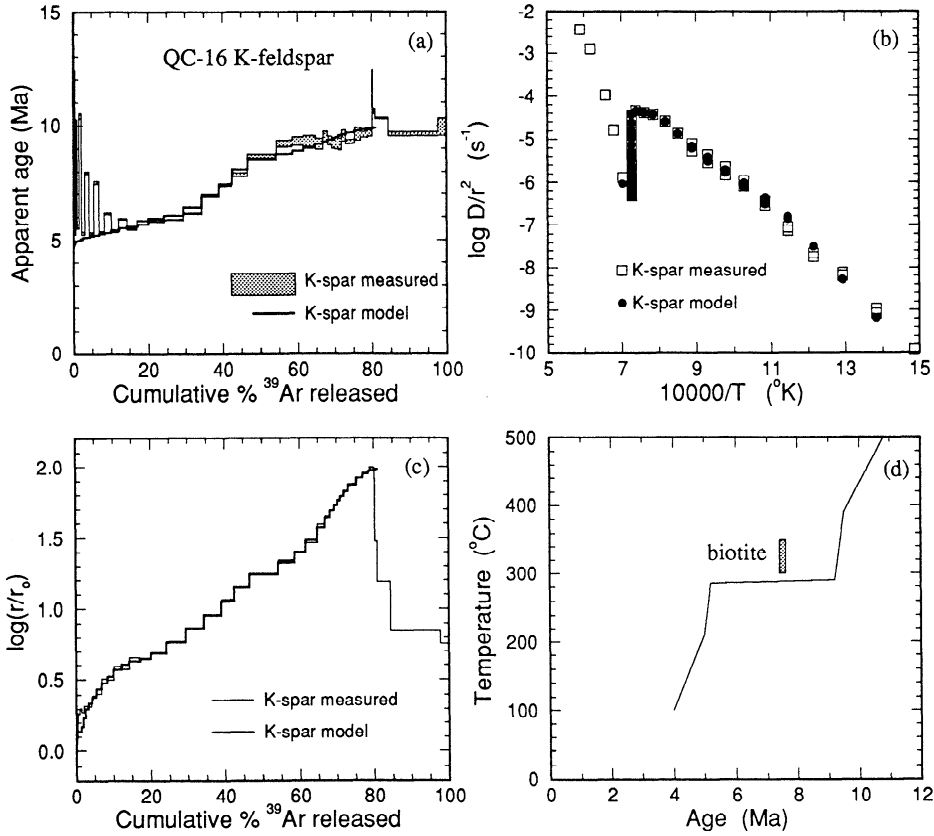 15
10
5
0
Apparent age (Ma)
QC-16 K-feldspar
(a)
K-spar measured
K-spar model
0 20 40 60 80 100
Cumulative % ³⁹Ar released
-2
-3
-4
-5
-6
-7
-8
-9
-10
log D/r² (s⁻¹)
(b)
K-spar measured
K-spar model
5 7 9 11 13 15
10000/T (°K)
2.0
1.5
1.0
0.5
0.0
log(r/r₀)
(c)
K-spar measured
K-spar model
0 20 40 60 80 100
Cumulative % ³⁹Ar released
500
400
300
200
100
0
Temperature (°C)
(d)
biotite
0 2 4 6 8 10 12
Age (Ma)